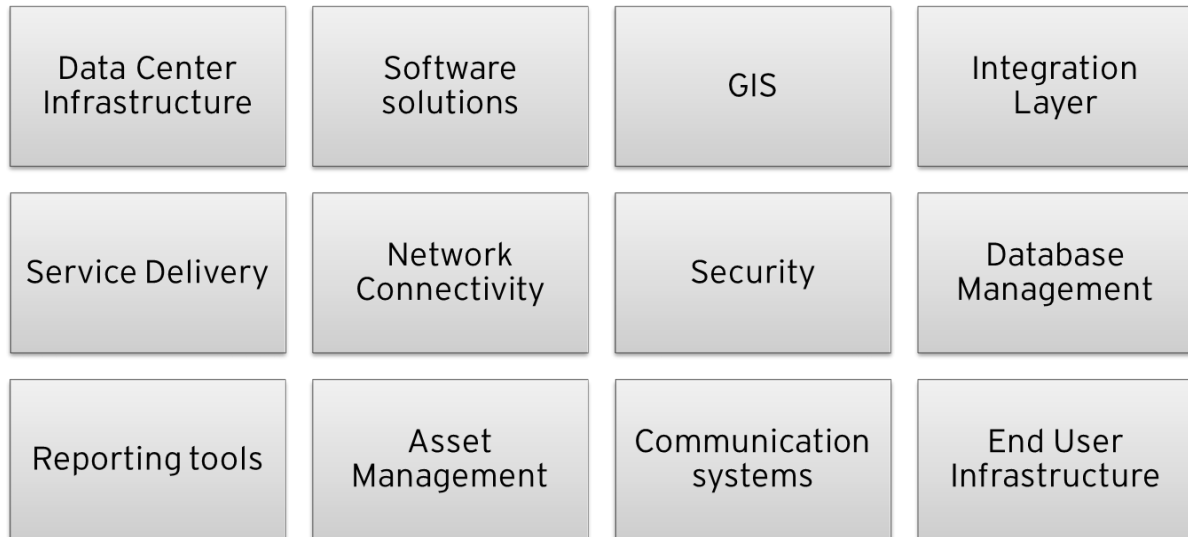 Data Center
Infrastructure
Software
solutions
GIS
Integration
Layer
Service Delivery
Network
Connectivity
Security
Database
Management
Reporting tools
Asset
Management
Communication
systems
End User
Infrastructure